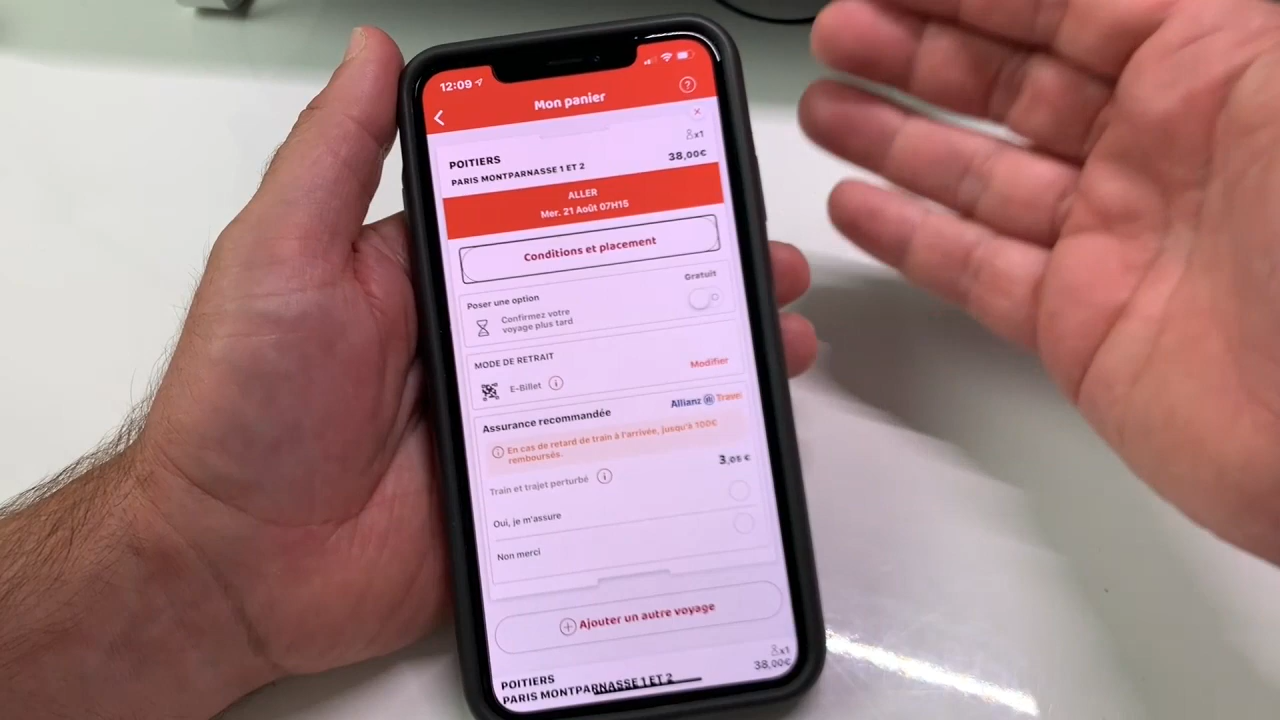 12:09
Mon panier
?
x1
POITIERS
38,00€
PARIS MONTPARNASSE 1 ET 2
ALLER
Mer. 21 Août 07H15
Conditions et placement
Gratuit
Poser une option
Confirmez votre
voyage plus tard
MODE DE RETRAIT
Modifier
E-Billet
Assurance recommandée
Allianz Travel
En cas de retard de train à l'arrivée, jusqu'à 100€
remboursés.
3,05 €
Train et trajet perturbé
Oui, je m'assure
Non merci
Ajouter un autre voyage
x1
POITIERS
38,00€
PARIS MONTPARNASSE 1 ET 2